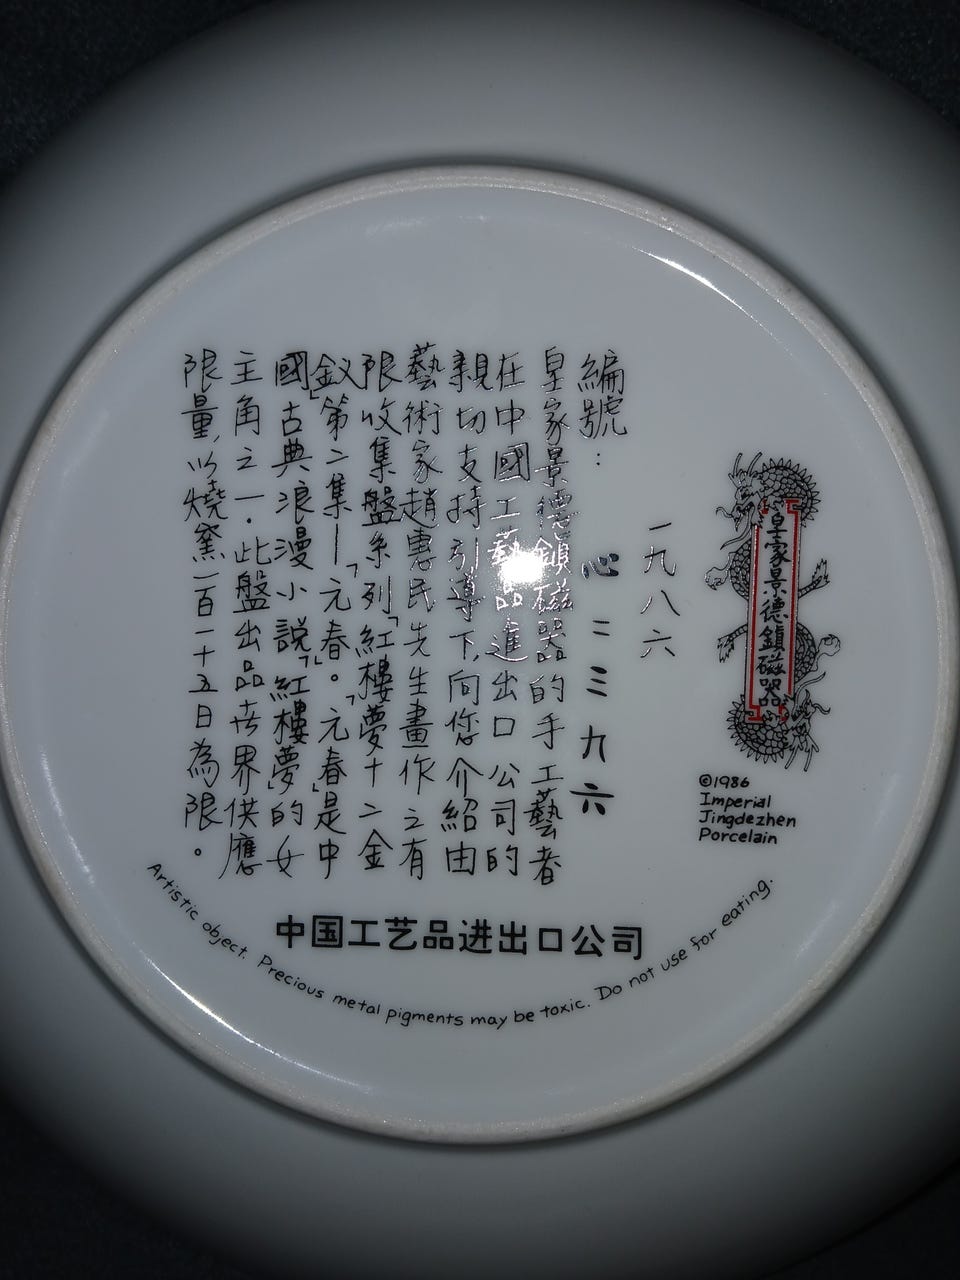 皇家景德鎮磁器
©1986
Imperial
Jingdezhen
Porcelain
一九八六
編號：心二三九六
皇家景德鎮磁器的手工藝者
在中國工藝品進出口公司的
親切支持引導下，向您介紹由
藝術家趙惠民先生畫作之有
限收集盤系列「紅樓夢十二金
釵」第二集—「元春」。「元春」是中
國古典浪漫小說「紅樓夢」的女
主角之一．此盤出品世界供應
限量，以燒窯一百一十五日為限。
中国工艺品进出口公司
Artistic object. Precious metal pigments may be toxic. Do not use for eating.